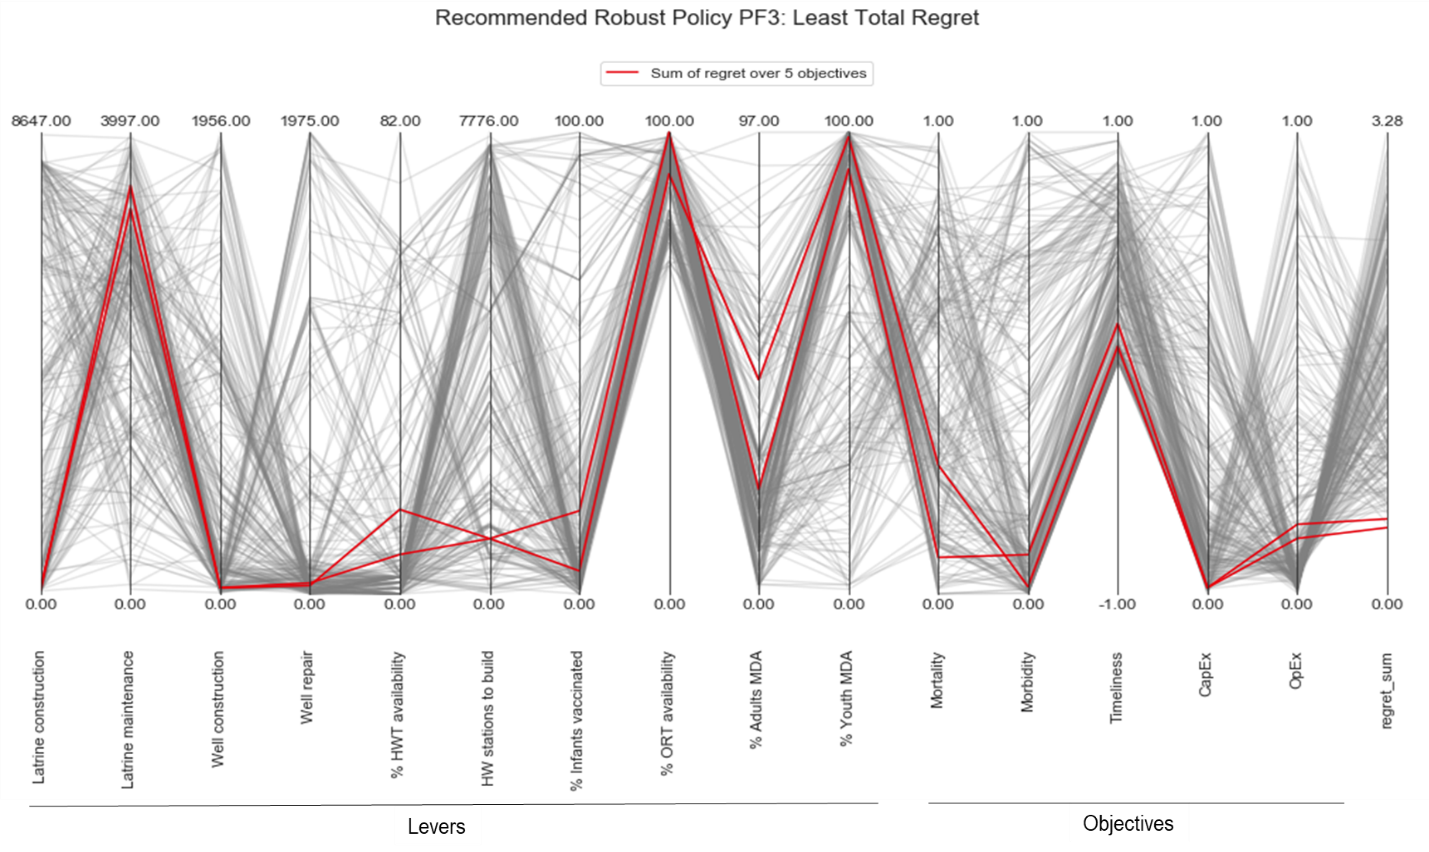 Recommended Robust Policy PF3: Least Total Regret
Sum of regret over 5 objectives
8647.00 3997.00 1956.00 1975.00 82.00 7776.00 100.00 100.00 97.00 100.00 1.00 1.00 1.00 1.00 1.00 3.28
0.00 0.00 0.00 0.00 0.00 0.00 0.00 0.00 0.00 0.00 0.00 0.00 -1.00 0.00 0.00 0.00
Latrine construction
Latrine maintenance
Well construction
Well repair
% HWT availability
HW stations to build
% Infants vaccinated
% ORT availability
% Adults MDA
% Youth MDA
Mortality
Morbidity
Timeliness
CapEx
OpEx
regret_sum
Levers
Objectives